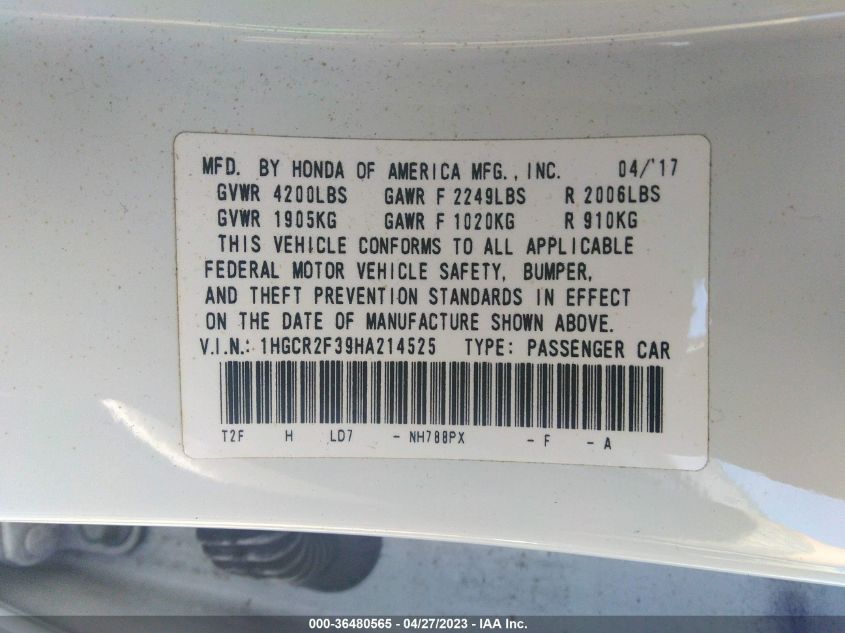 MFD. BY HONDA OF AMERICA MFG., INC. 04/'17
GVWR 4200LBS GAWR F 2249LBS R 2006LBS
GVWR 1905KG GAWR F 1020KG R 910KG
THIS VEHICLE CONFORMS TO ALL APPLICABLE
FEDERAL MOTOR VEHICLE SAFETY, BUMPER,
AND THEFT PREVENTION STANDARDS IN EFFECT
ON THE DATE OF MANUFACTURE SHOWN ABOVE.
V.I.N.: 1HGCR2F39HA214525 TYPE: PASSENGER CAR
T2F H LD7 - NH788PX - F - A
000-36480565 - 04/27/2023 - IAA Inc.